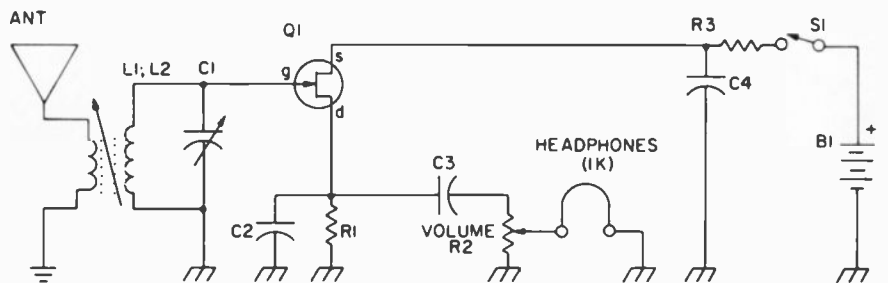 ANT
Q1
R3
S1
L1; L2
C1
g
s
d
C4
B1
+
C2
R1
C3
VOLUME
R2
HEADPHONES
(1K)